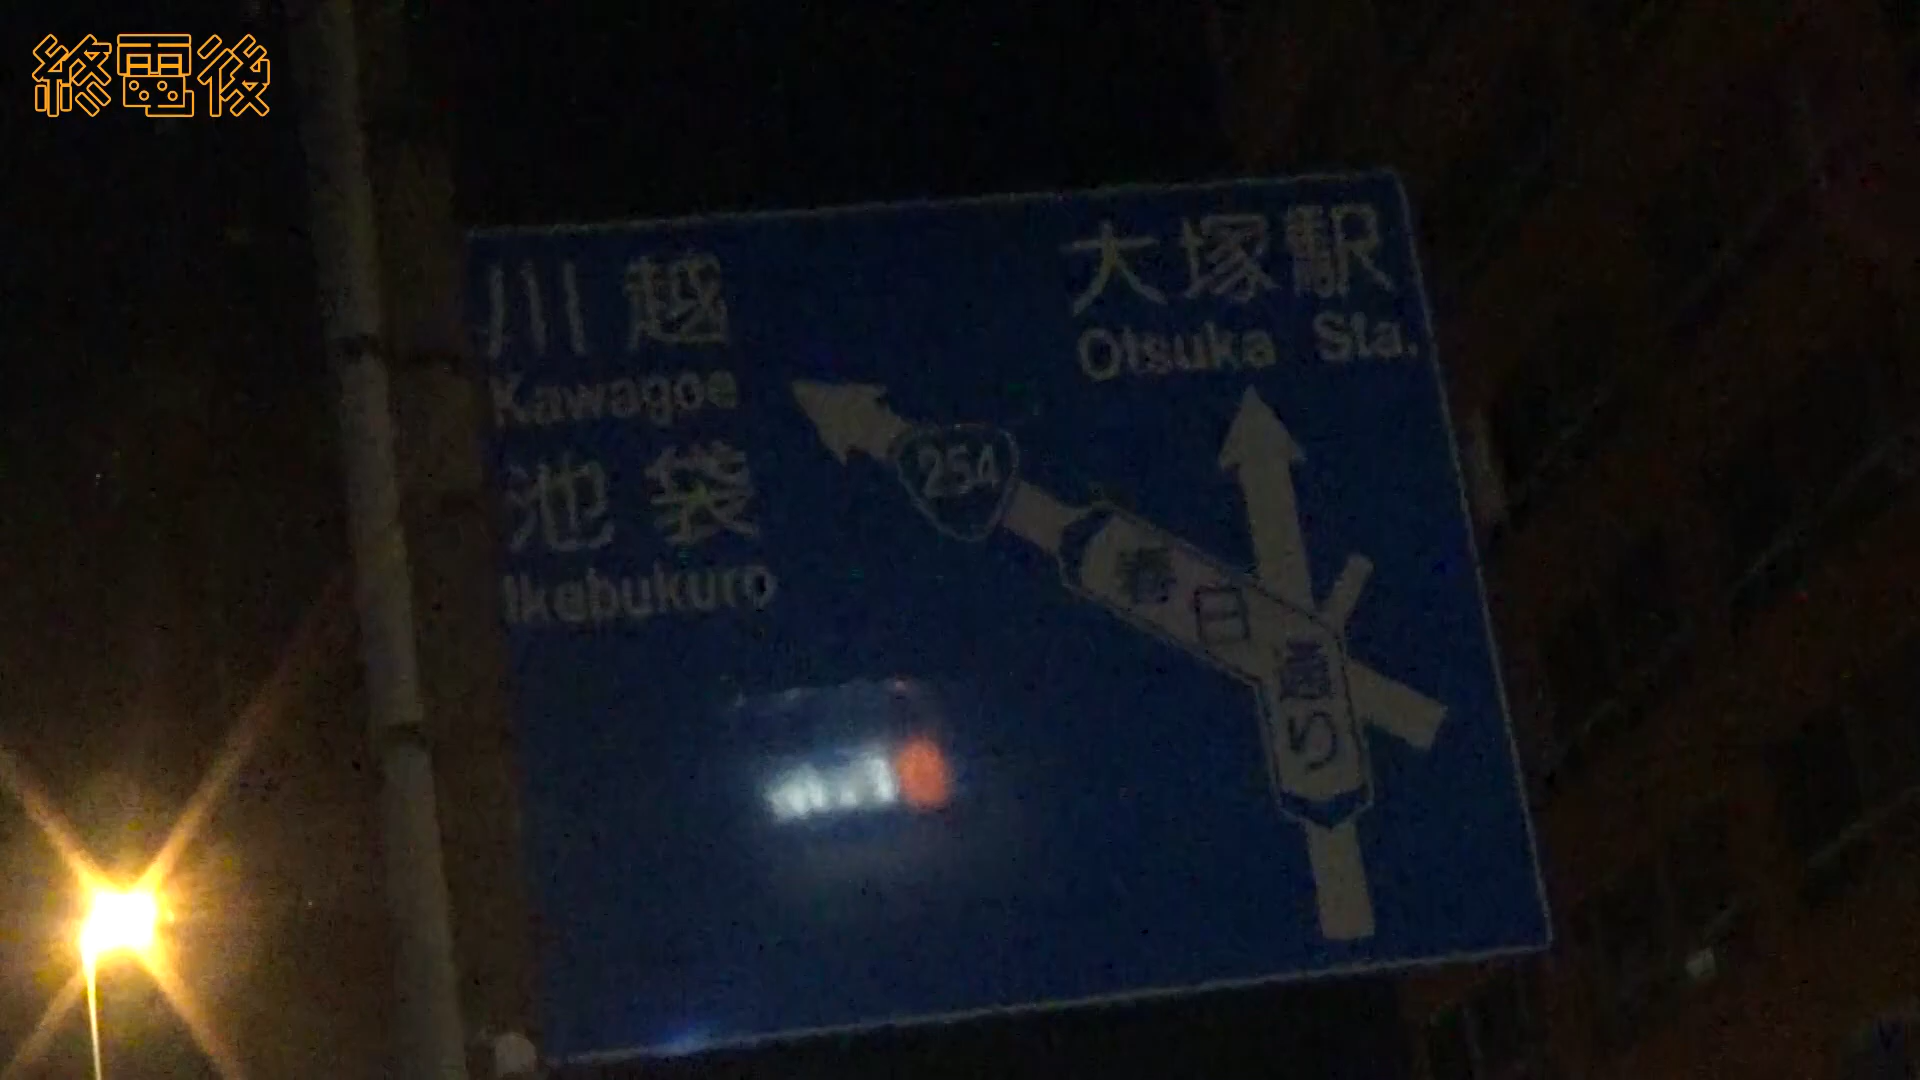 終電後
川越
Kawagoe
池袋
Ikebukuro
大塚駅
Otsuka Sta.
254
春日通り